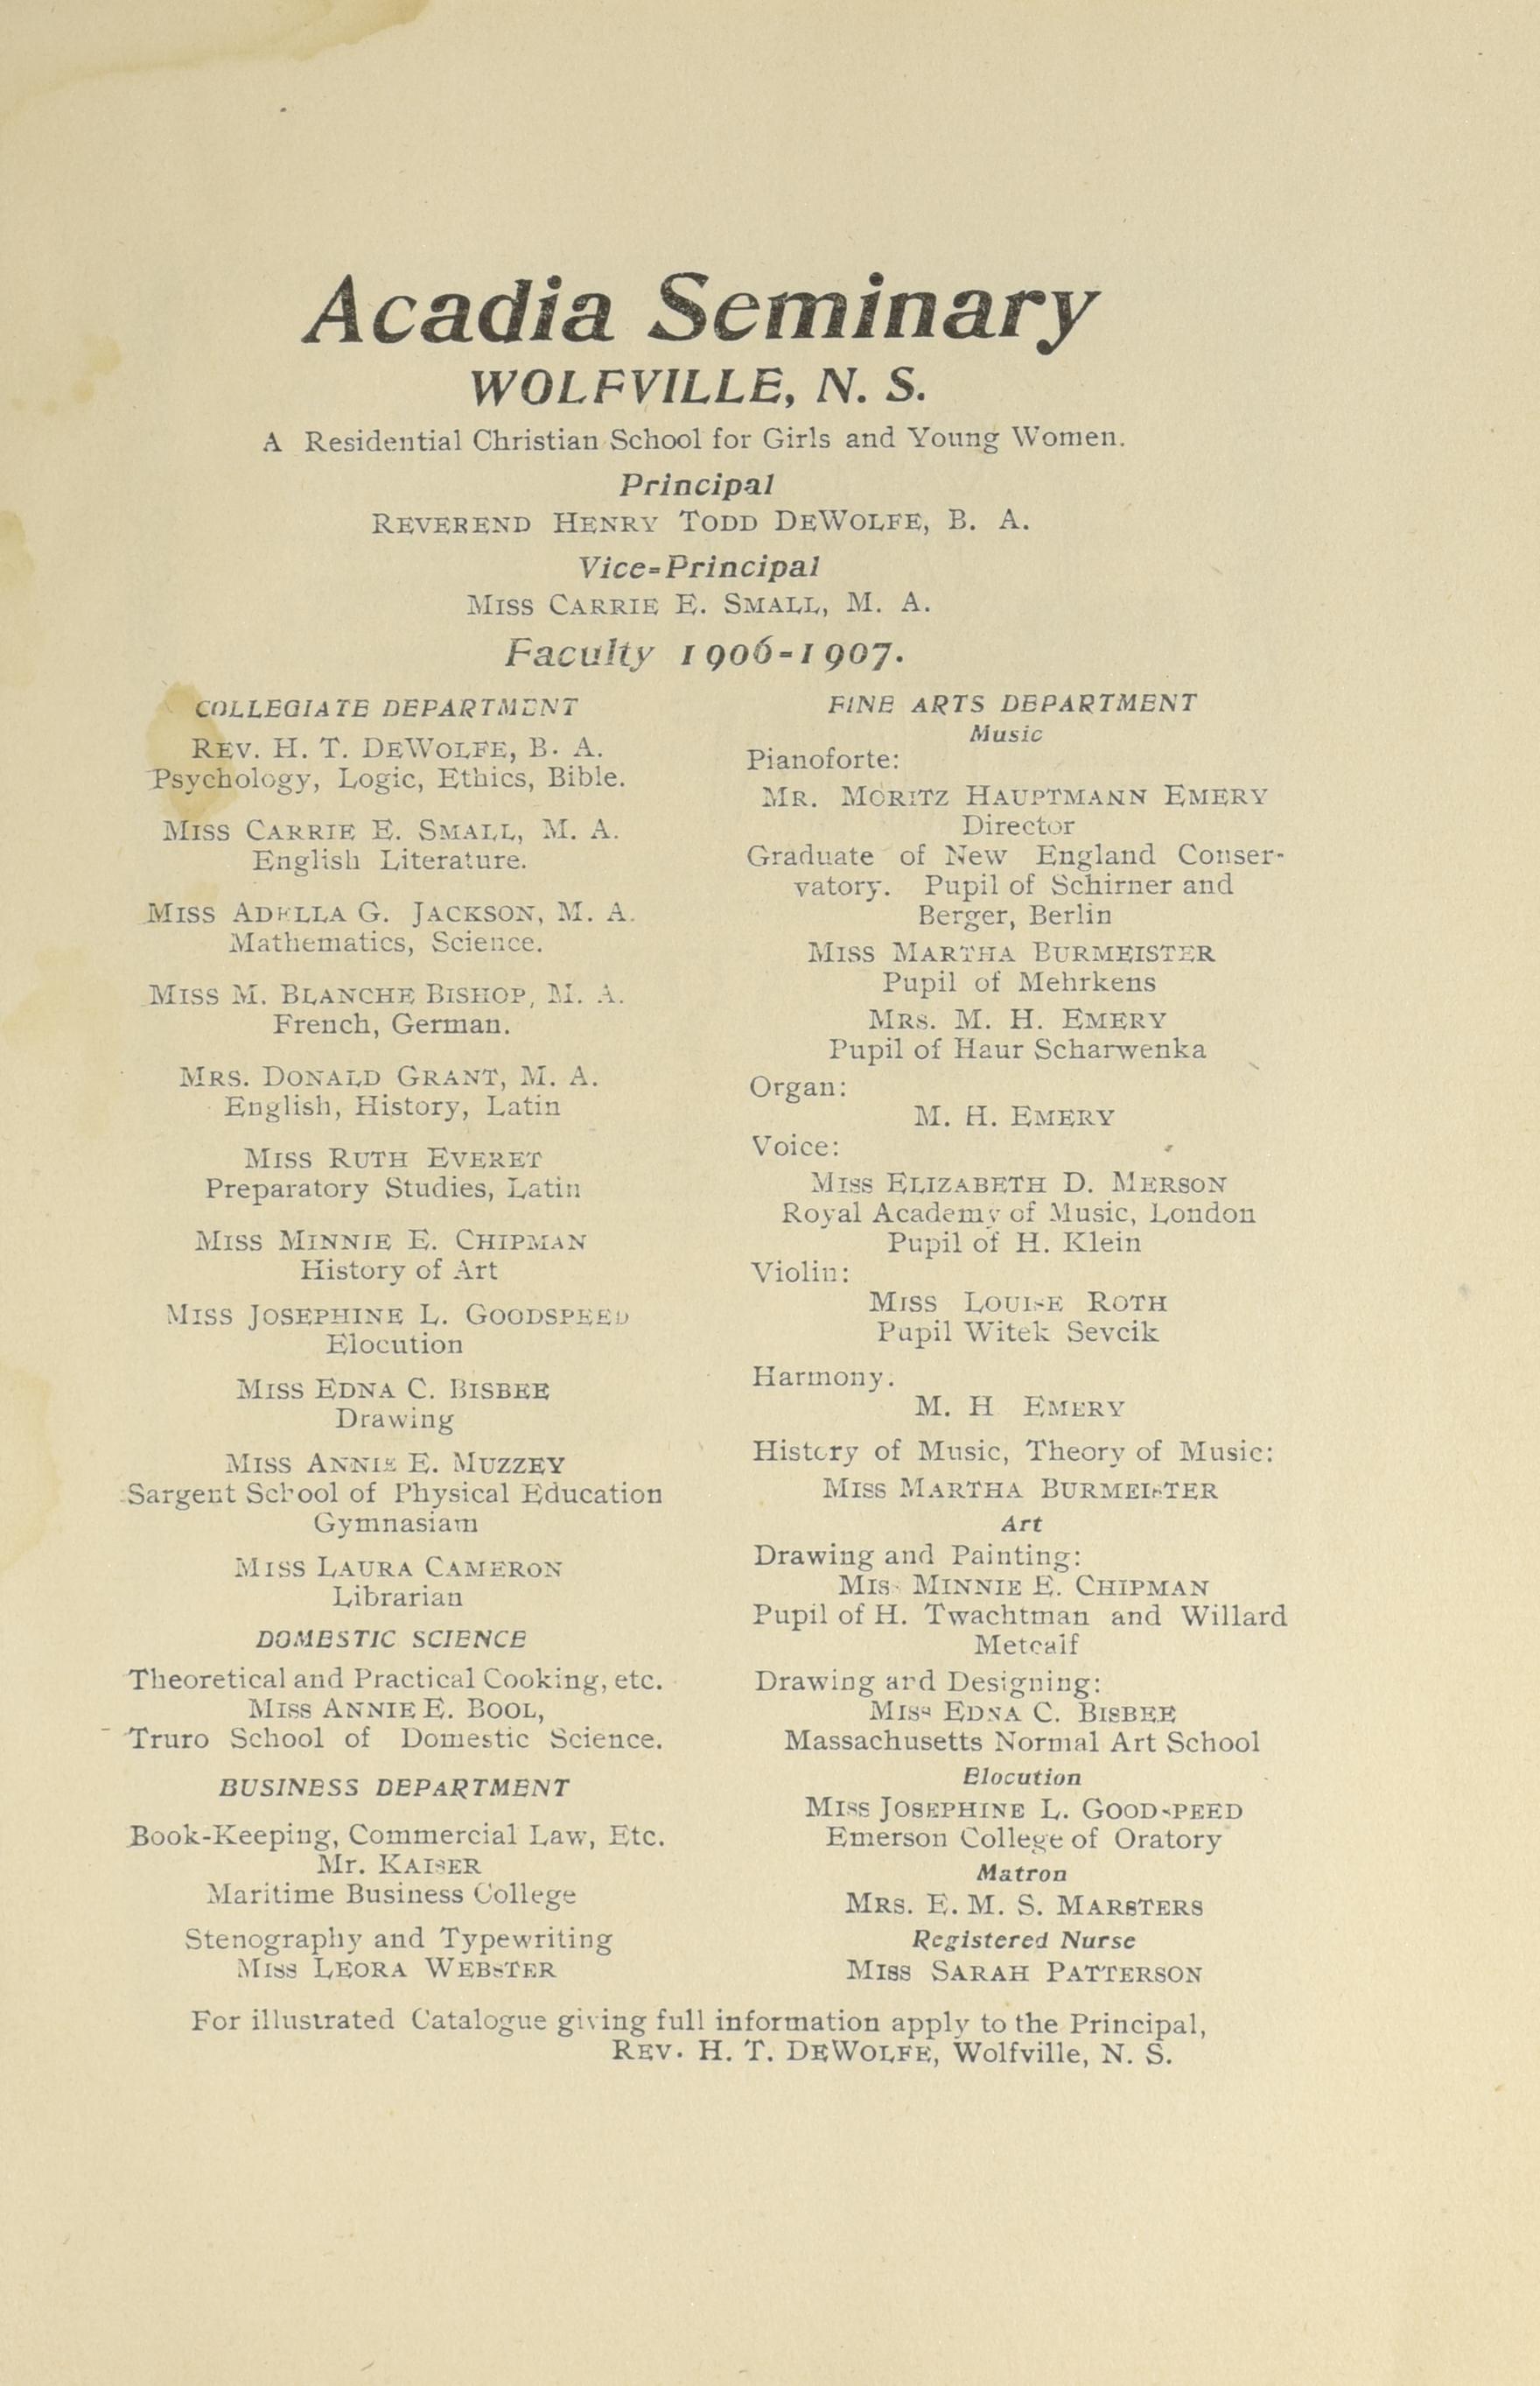 Acadia Seminary
WOLFVILLE, N. S.
A Residential Christian School for Girls and Young Women.
Principal
REVEREND HENRY TODD DEWOLFE, B. A.
Vice-Principal
MISS CARRIE E. SMALL, M. A.
Faculty 1906-1907.
COLLEGIATE DEPARTMENT
REV. H. T. DEWOLFE, B. A.
Psychology, Logic, Ethics, Bible.
MISS CARRIE E. SMALL, M. A.
English Literature.
MISS ADELLA G. JACKSON, M. A.
Mathematics, Science.
MISS M. BLANCHE BISHOP, M. A.
French, German.
MRS. DONALD GRANT, M. A.
English, History, Latin
MISS RUTH EVERET
Preparatory Studies, Latin
MISS MINNIE E. CHIPMAN
History of Art
MISS JOSEPHINE L. GOODSPEED
Elocution
MISS EDNA C. BISBEE
Drawing
MISS ANNIE E. MUZZEY
Sargent School of Physical Education
Gymnasiam
MISS LAURA CAMERON
Librarian
DOMESTIC SCIENCE
Theoretical and Practical Cooking, etc.
MISS ANNIE E. BOOL,
Truro School of Domestic Science.
BUSINESS DEPARTMENT
Book-Keeping, Commercial Law, Etc.
Mr. KAISER
Maritime Business College
Stenography and Typewriting
MISS LEORA WEBSTER
FINE ARTS DEPARTMENT
Music
Pianoforte:
MR. MORITZ HAUPTMANN EMERY
Director
Graduate of New England Conser-
vatory. Pupil of Schirner and
Berger, Berlin
MISS MARTHA BURMEISTER
Pupil of Mehrkens
MRS. M. H. EMERY
Pupil of Haur Scharwenka
Organ:
M. H. EMERY
Voice:
MISS ELIZABETH D. MERSON
Royal Academy of Music, London
Pupil of H. Klein
Violin:
MISS LOUISE ROTH
Pupil Witek Sevcik
Harmony.
M. H EMERY
History of Music, Theory of Music:
MISS MARTHA BURMEISTER
Art
Drawing and Painting:
MISS MINNIE E. CHIPMAN
Pupil of H. Twachtman and Willard
Metcalf
Drawing and Designing:
MISS EDNA C. BISBEE
Massachusetts Normal Art School
Elocution
MISS JOSEPHINE L. GOODSPEED
Emerson College of Oratory
Matron
MRS. E. M. S. MARSTERS
Registered Nurse
MISS SARAH PATTERSON
For illustrated Catalogue giving full information apply to the Principal,
REV. H. T. DEWOLFE, Wolfville, N. S.